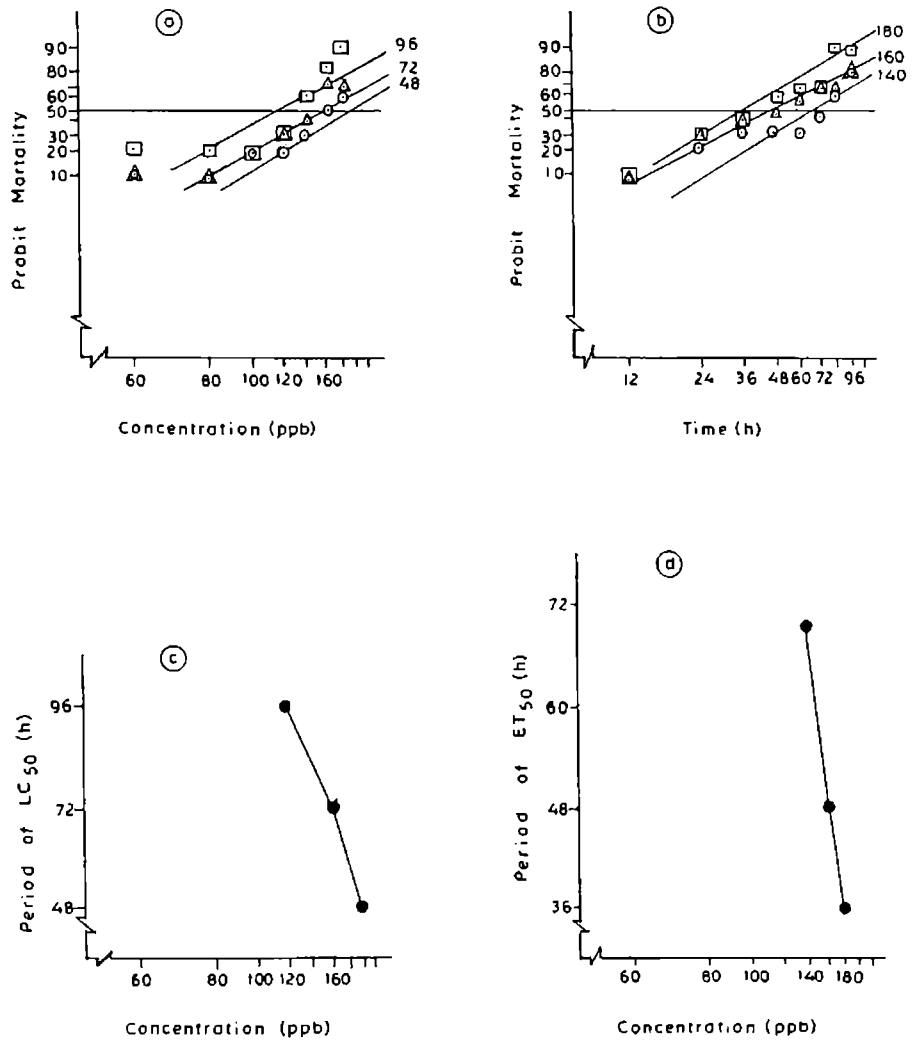 a
90
80
60
50
30
20
10
96
72
48
Probit Mortality
60 80 100 120 160
Concentration (ppb)
b
90
80
60
50
30
20
10
180
160
140
Probit Mortality
12 24 36 48 60 72 96
Time (h)
c
96
72
48
Period of LC50 (h)
60 80 100 120 160
Concentration (ppb)
d
72
60
48
36
Period of ET50 (h)
60 80 100 140 180
Concentration (ppb)